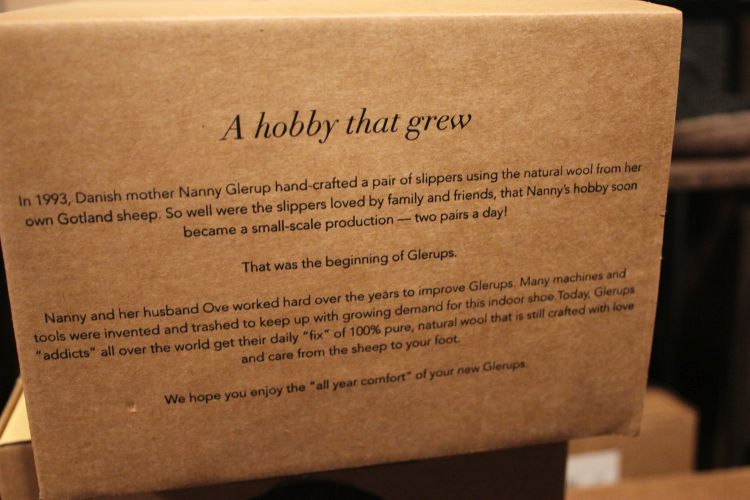 A hobby that grew
In 1993, Danish mother Nanny Glerup hand-crafted a pair of slippers using the natural wool from her
own Gotland sheep. So well were the slippers loved by family and friends, that Nanny's hobby soon
became a small-scale production — two pairs a day!
That was the beginning of Glerups.
Nanny and her husband Ove worked hard over the years to improve Glerups. Many machines and
tools were invented and trashed to keep up with growing demand for this indoor shoe.Today, Glerups
"addicts" all over the world get their daily "fix" of 100% pure, natural wool that is still crafted with love
and care from the sheep to your foot.
We hope you enjoy the "all year comfort" of your new Glerups.